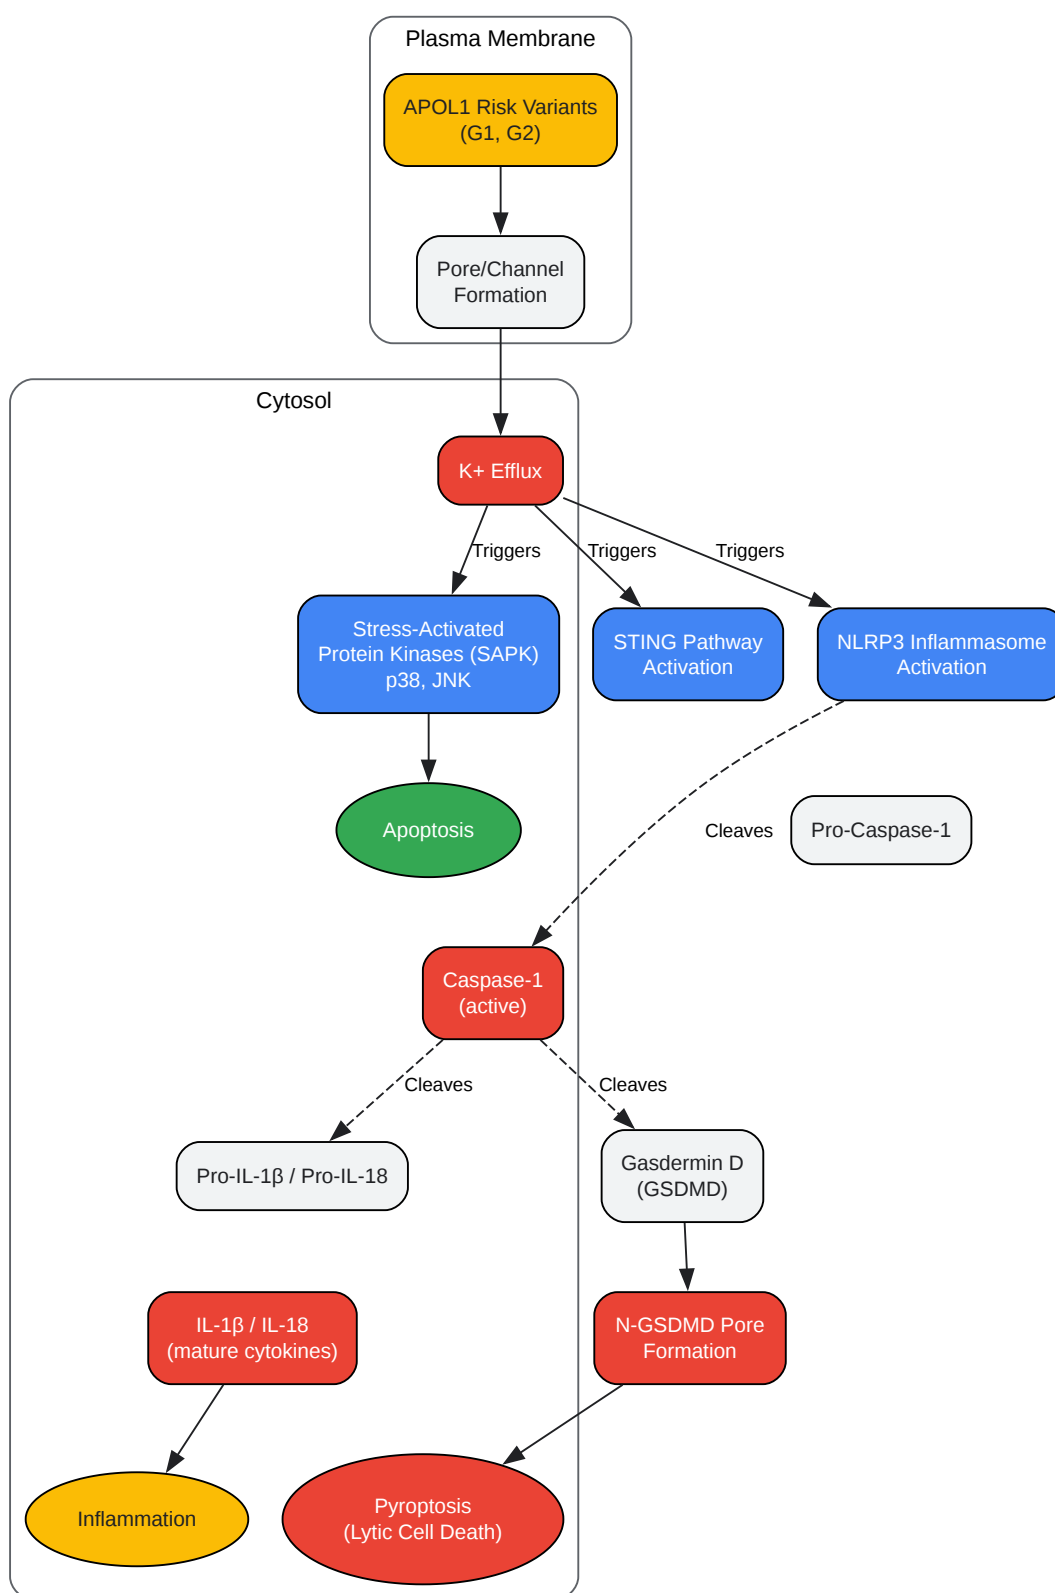 Plasma Membrane
APOL1 Risk Variants
(G1, G2)
Pore/Channel
Formation
Cytosol
K+ Efflux
Triggers
Triggers
Triggers
Stress-Activated
Protein Kinases (SAPK)
p38, JNK
STING Pathway
Activation
NLRP3 Inflammasome
Activation
Apoptosis
Cleaves
Pro-Caspase-1
Caspase-1
(active)
Cleaves
Cleaves
Pro-IL-1β / Pro-IL-18
Gasdermin D
(GSDMD)
IL-1β / IL-18
(mature cytokines)
N-GSDMD Pore
Formation
Inflammation
Pyroptosis
(Lytic Cell Death)